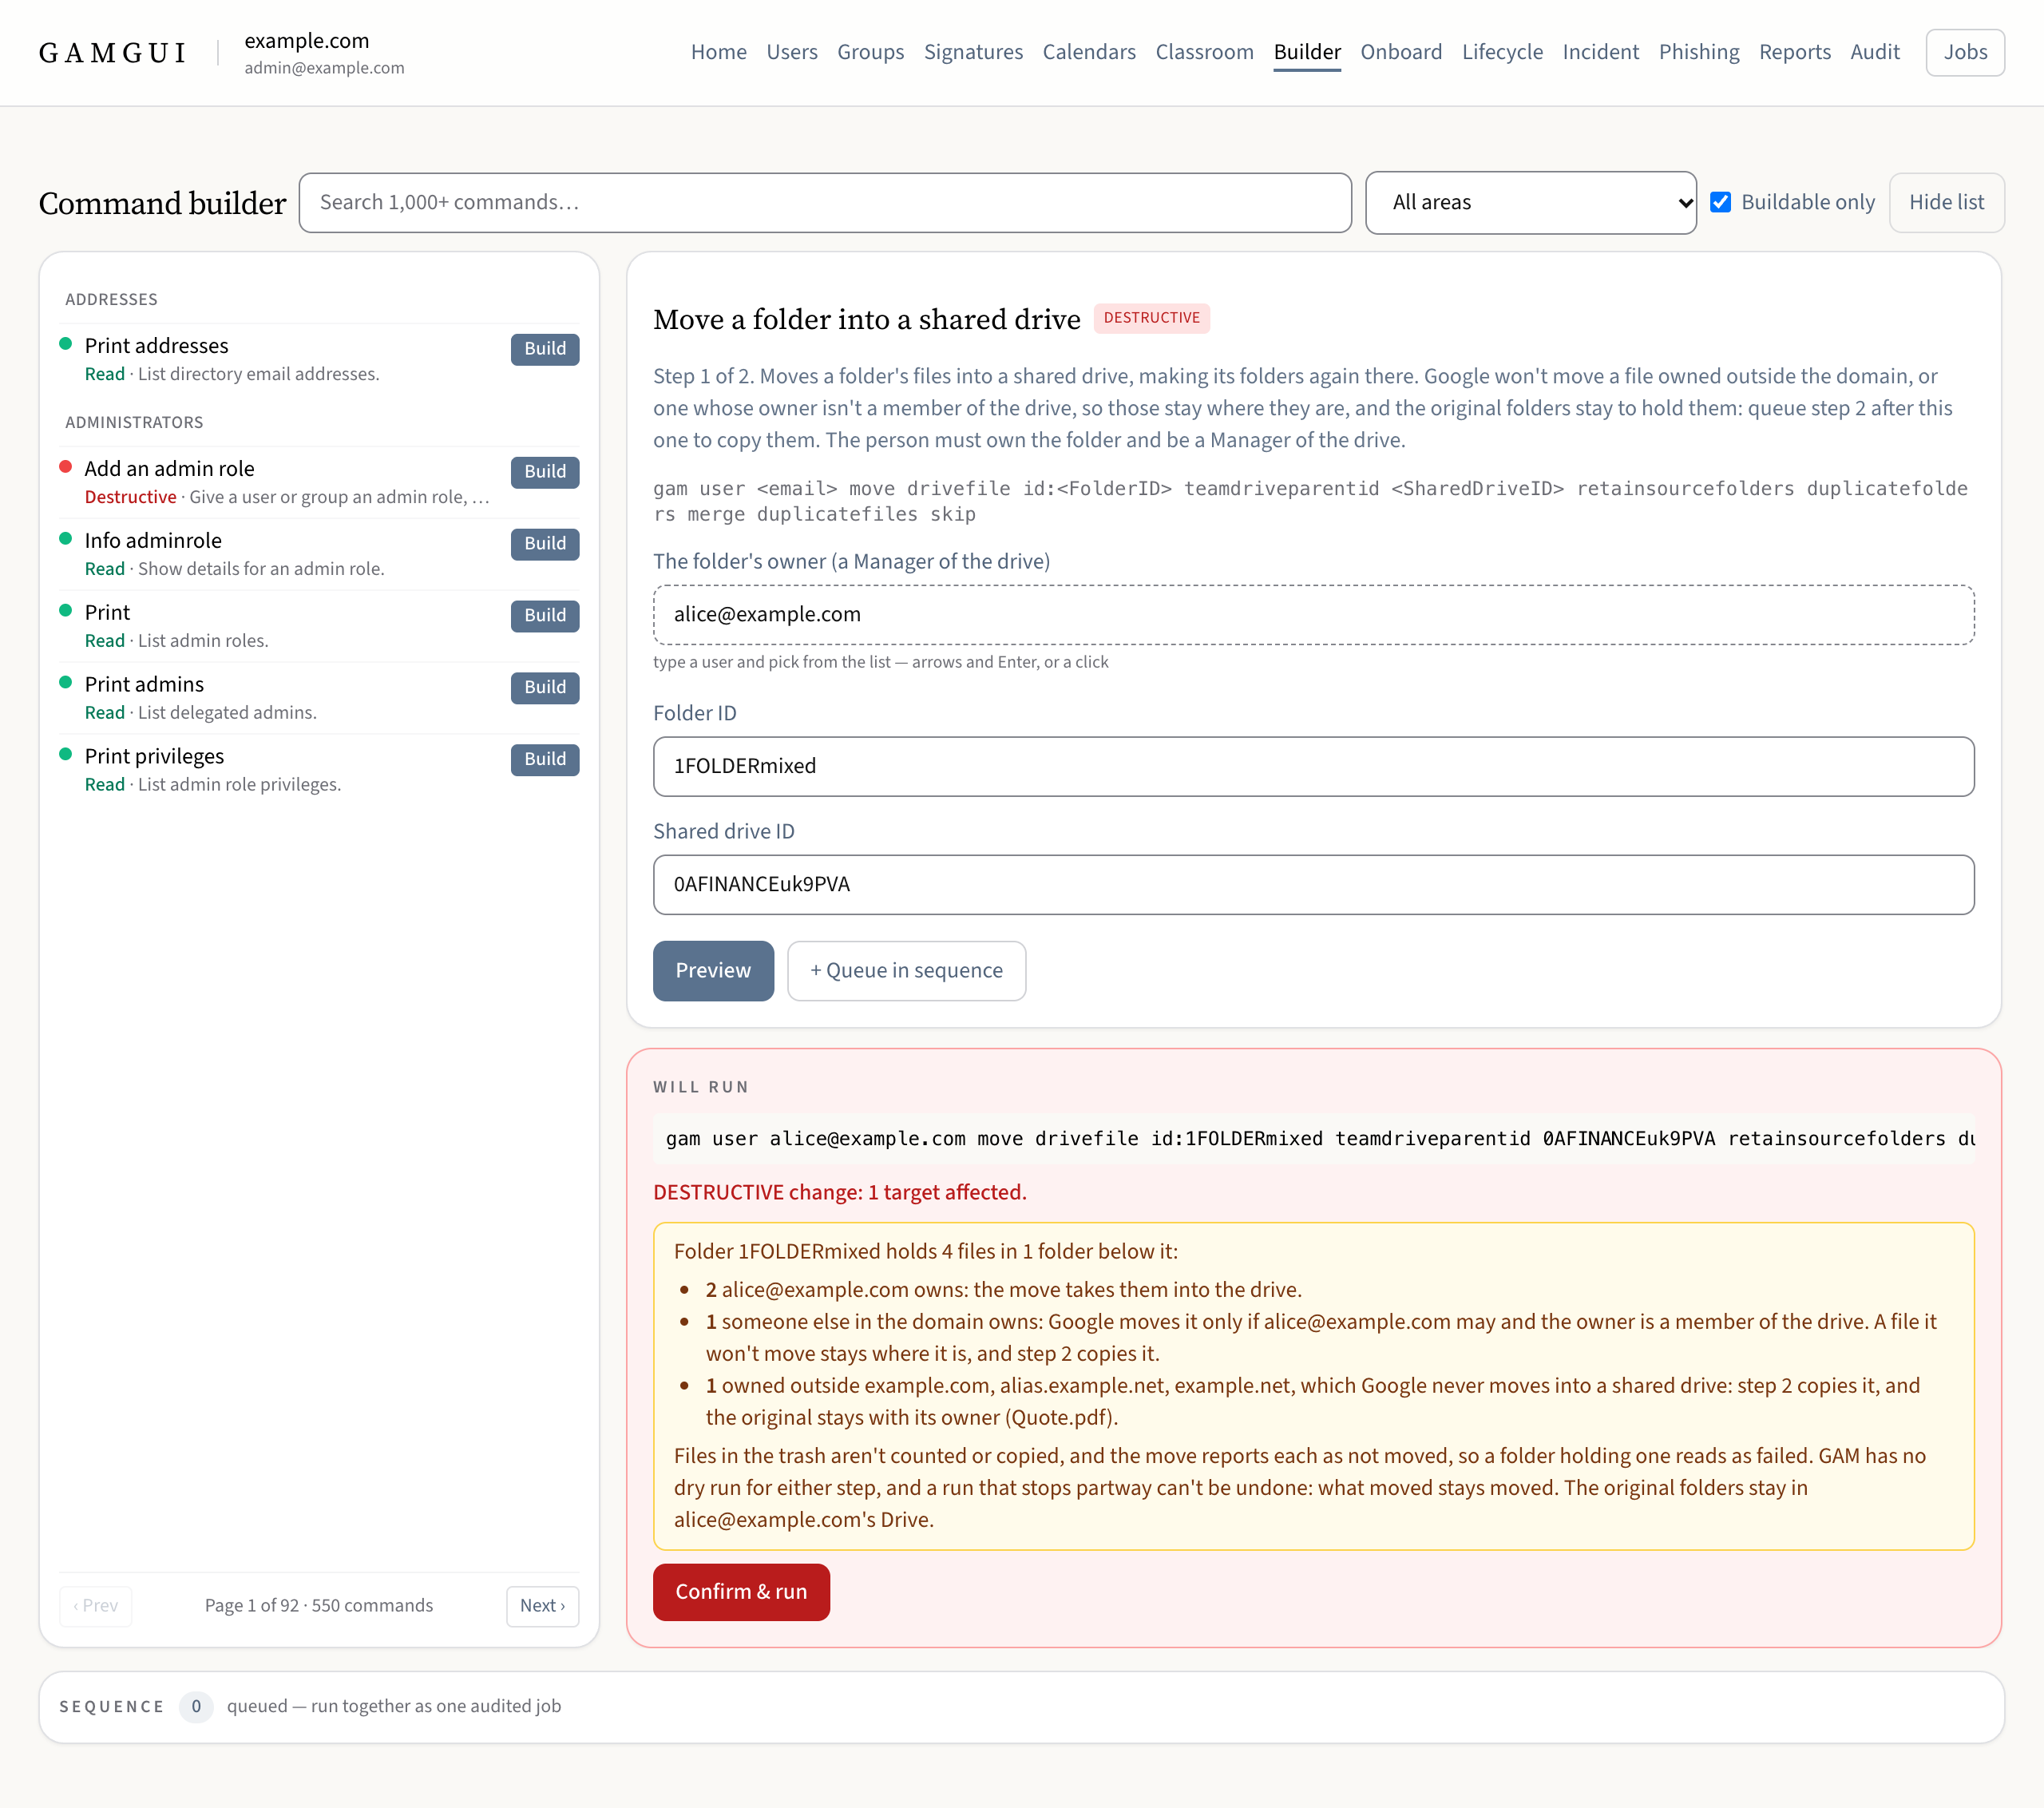 GAMGUI
example.com
admin@example.com
Home Users Groups Signatures Calendars Classroom Builder Onboard Lifecycle Incident Phishing Reports Audit Jobs
Command builder
Search 1,000+ commands…
All areas
Buildable only
Hide list
ADDRESSES
Print addresses
Build
Read · List directory email addresses.
ADMINISTRATORS
Add an admin role
Build
Destructive · Give a user or group an admin role, …
Info adminrole
Build
Read · Show details for an admin role.
Print
Build
Read · List admin roles.
Print admins
Build
Read · List delegated admins.
Print privileges
Build
Read · List admin role privileges.
‹ Prev
Page 1 of 92 · 550 commands
Next ›
Move a folder into a shared drive
DESTRUCTIVE
Step 1 of 2. Moves a folder's files into a shared drive, making its folders again there. Google won't move a file owned outside the domain, or
one whose owner isn't a member of the drive, so those stay where they are, and the original folders stay to hold them: queue step 2 after this
one to copy them. The person must own the folder and be a Manager of the drive.
gam user <email> move drivefile id:<FolderID> teamdriveparentid <SharedDriveID> retainsourcefolders duplicatefolde
rs merge duplicatefiles skip
The folder's owner (a Manager of the drive)
alice@example.com
type a user and pick from the list — arrows and Enter, or a click
Folder ID
1FOLDERmixed
Shared drive ID
0AFINANCEuk9PVA
Preview
+ Queue in sequence
WILL RUN
gam user alice@example.com move drivefile id:1FOLDERmixed teamdriveparentid 0AFINANCEuk9PVA retainsourcefolders du
DESTRUCTIVE change: 1 target affected.
Folder 1FOLDERmixed holds 4 files in 1 folder below it:
• 2 alice@example.com owns: the move takes them into the drive.
• 1 someone else in the domain owns: Google moves it only if alice@example.com may and the owner is a member of the drive. A file it
won't move stays where it is, and step 2 copies it.
• 1 owned outside example.com, alias.example.net, example.net, which Google never moves into a shared drive: step 2 copies it, and
the original stays with its owner (Quote.pdf).
Files in the trash aren't counted or copied, and the move reports each as not moved, so a folder holding one reads as failed. GAM has no
dry run for either step, and a run that stops partway can't be undone: what moved stays moved. The original folders stay in
alice@example.com's Drive.
Confirm & run
SEQUENCE 0 queued — run together as one audited job